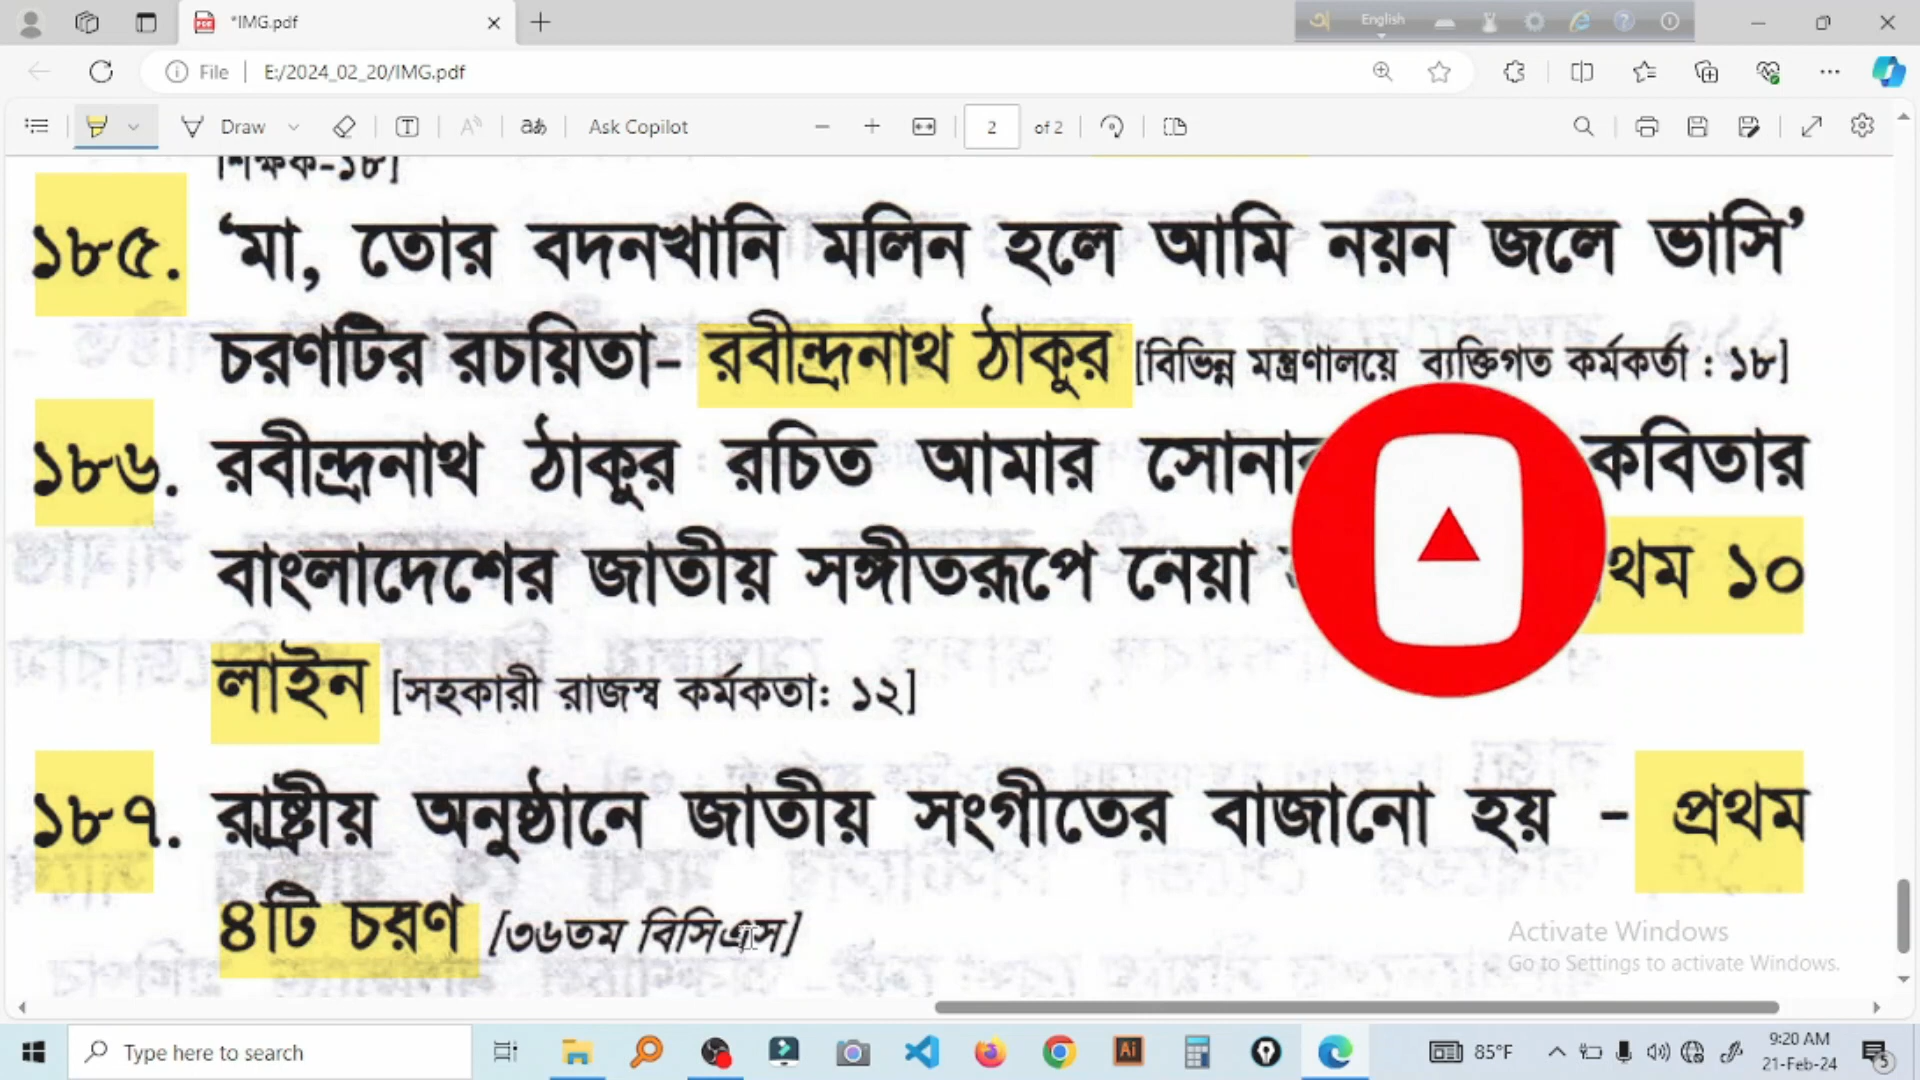 *IMG.pdf
English
File
E:/2024_02_20/IMG.pdf
Draw
Ask Copilot
2 of 2
শিক্ষক-১৮]
১৮৫. ‘মা, তোর বদনখানি মলিন হলে আমি নয়ন জলে ভাসি’
চরণটির রচয়িতা- রবীন্দ্রনাথ ঠাকুর [বিভিন্ন মন্ত্রণালয়ে ব্যক্তিগত কর্মকর্তা : ১৮]
১৮৬. রবীন্দ্রনাথ ঠাকুর রচিত আমার কবিতার
বাংলাদেশের জাতীয় সঙ্গীতরূপে নেয়া ১০
লাইন [সহকারী রাজস্ব কর্মকতা: ১২]
১৮৭. রাষ্ট্রীয় অনুষ্ঠানে জাতীয় সংগীতের বাজানো হয় - প্রথম
৪টি চরণ [৩৬তম বিসিএস]
Activate Windows
Go to Settings to activate Windows.
Type here to search
Ai
85°F
9:20 AM
21-Feb-24
5